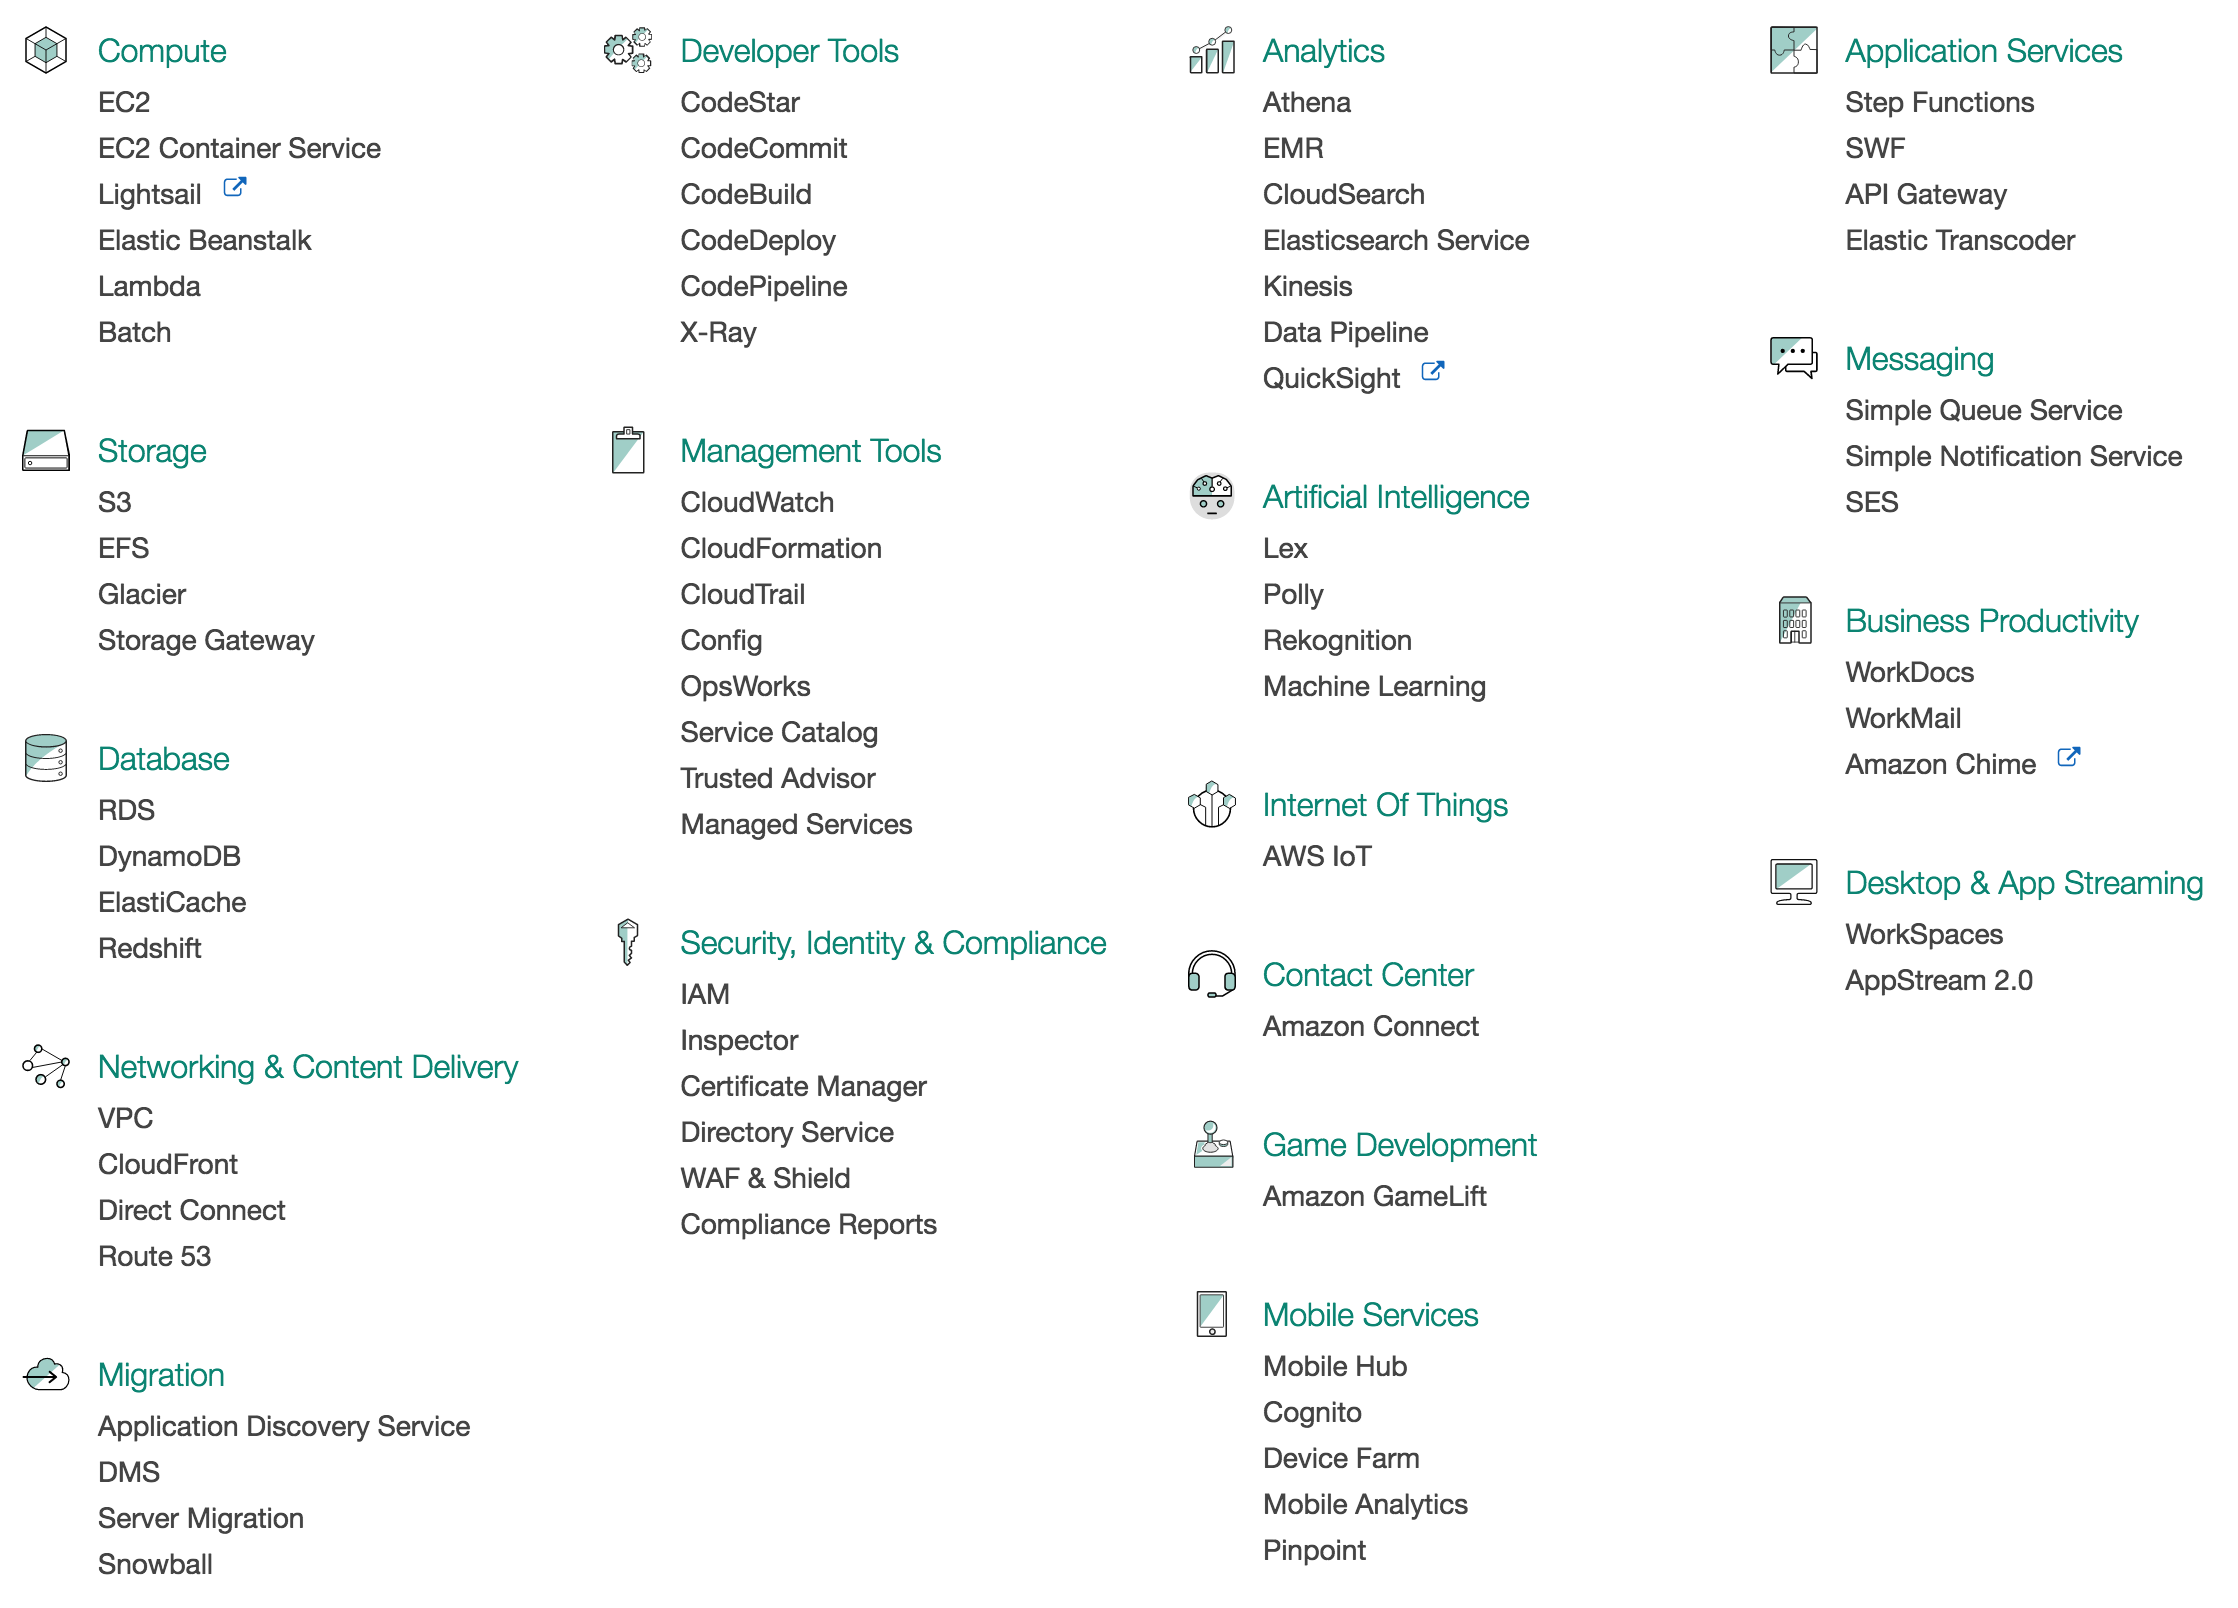 Compute
EC2
EC2 Container Service
Lightsail
Elastic Beanstalk
Lambda
Batch
Storage
S3
EFS
Glacier
Storage Gateway
Database
RDS
DynamoDB
ElastiCache
Redshift
Networking & Content Delivery
VPC
CloudFront
Direct Connect
Route 53
Migration
Application Discovery Service
DMS
Server Migration
Snowball
Developer Tools
CodeStar
CodeCommit
CodeBuild
CodeDeploy
CodePipeline
X-Ray
Management Tools
CloudWatch
CloudFormation
CloudTrail
Config
OpsWorks
Service Catalog
Trusted Advisor
Managed Services
Security, Identity & Compliance
IAM
Inspector
Certificate Manager
Directory Service
WAF & Shield
Compliance Reports
Analytics
Athena
EMR
CloudSearch
Elasticsearch Service
Kinesis
Data Pipeline
QuickSight
Artificial Intelligence
Lex
Polly
Rekognition
Machine Learning
Internet Of Things
AWS IoT
Contact Center
Amazon Connect
Game Development
Amazon GameLift
Mobile Services
Mobile Hub
Cognito
Device Farm
Mobile Analytics
Pinpoint
Application Services
Step Functions
SWF
API Gateway
Elastic Transcoder
Messaging
Simple Queue Service
Simple Notification Service
SES
Business Productivity
WorkDocs
WorkMail
Amazon Chime
Desktop & App Streaming
WorkSpaces
AppStream 2.0